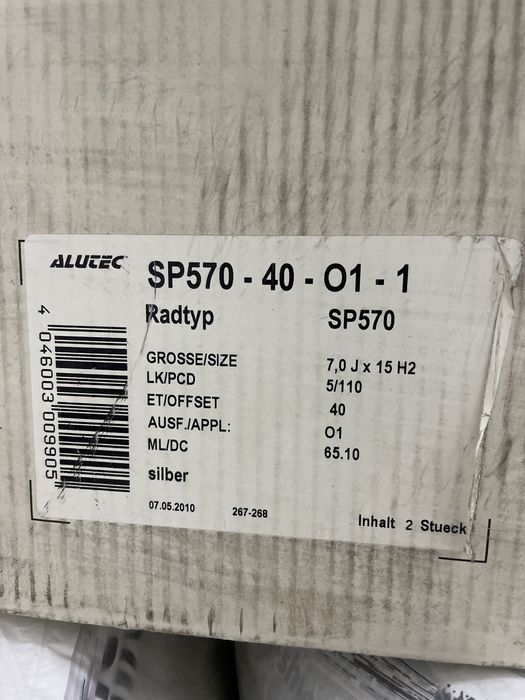 ALUTEC SP570 - 40 - O1 - 1
Radtyp SP570
GROSSE/SIZE 7,0 J x 15 H2
LK/PCD 5/110
ET/OFFSET 40
AUSF./APPL: O1
ML/DC 65.10
silber
07.05.2010 267-268 Inhalt 2 Stueck
4 046003 009905